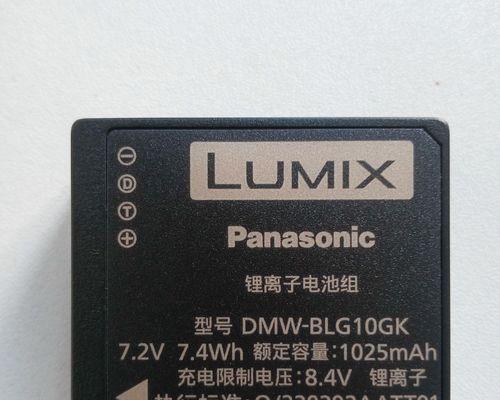 LUMIX
Panasonic
锂离子电池组
型号 DMW-BLG10GK
7.2V 7.4Wh 额定容量:1025mAh
充电限制电压:8.4V 锂离子
- D T +